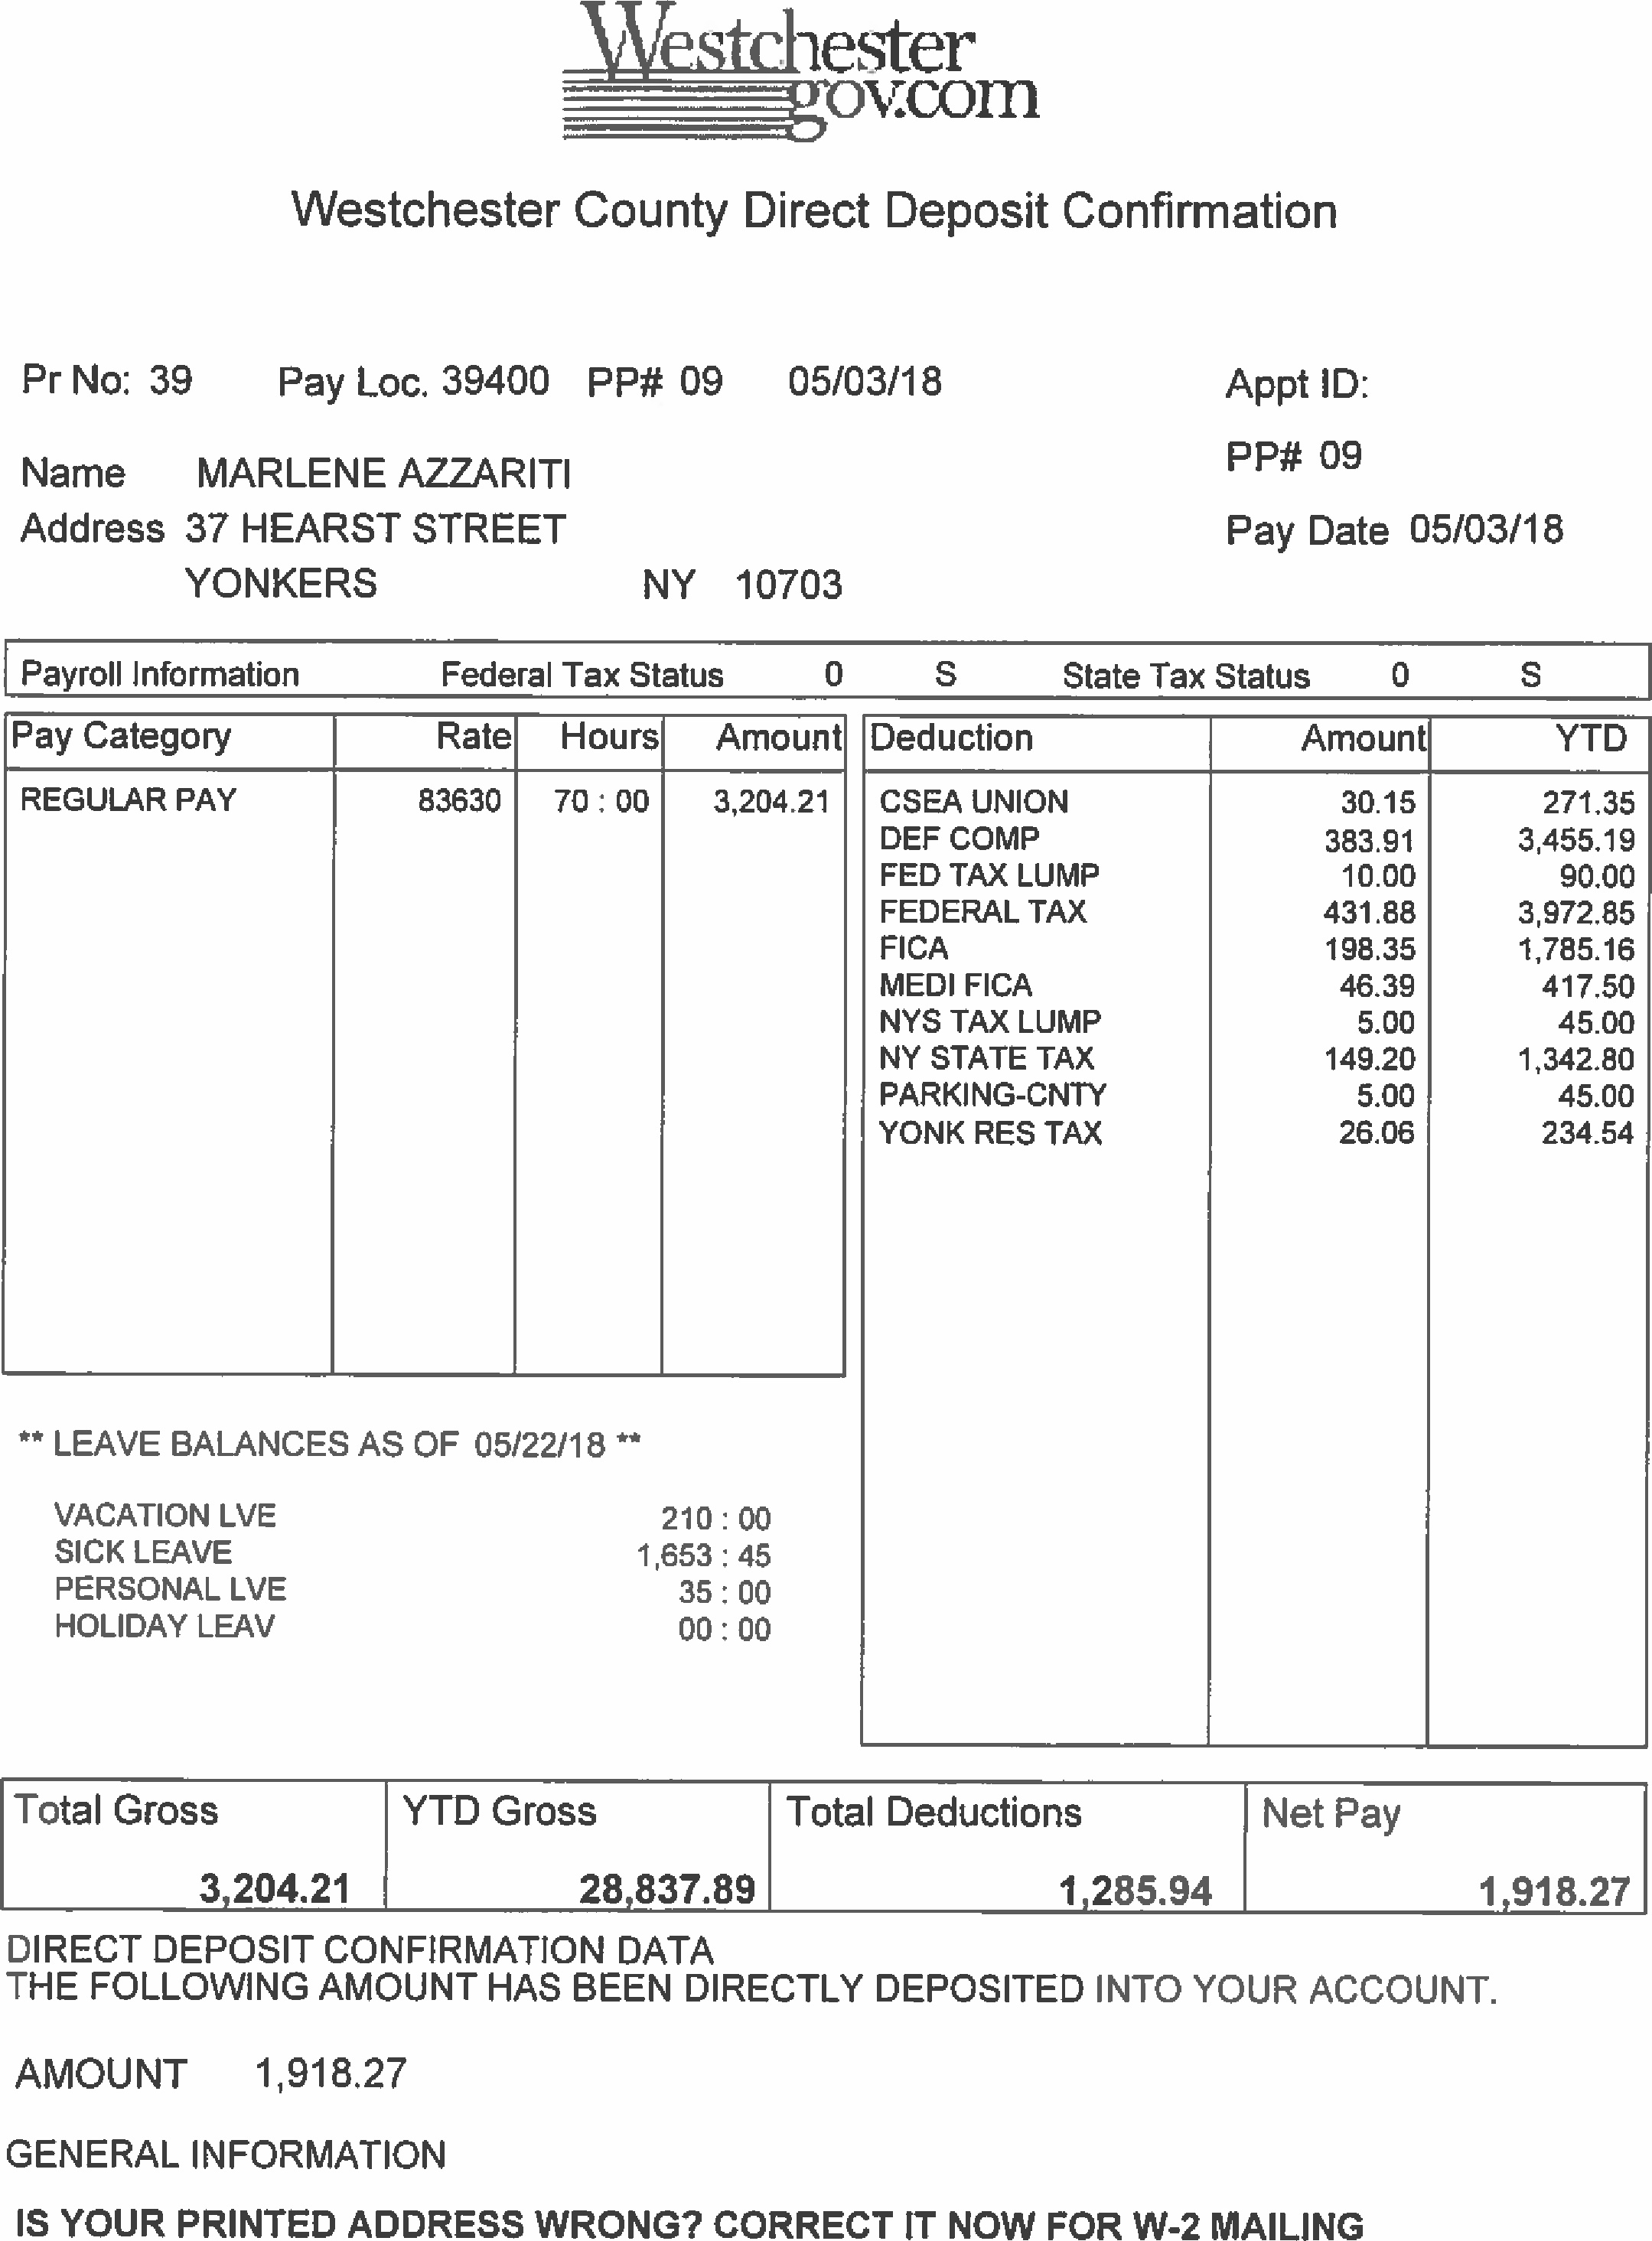 Westchester
gov.com
Westchester County Direct Deposit Confirmation
Pr No: 39 Pay Loc. 39400 PP# 09 05/03/18 Appt ID:
PP# 09
Name MARLENE AZZARITI
Address 37 HEARST STREET Pay Date 05/03/18
YONKERS NY 10703
Payroll Information Federal Tax Status 0 S State Tax Status 0 S
Pay Category Rate Hours Amount Deduction Amount YTD
REGULAR PAY 83630 70 : 00 3,204.21 CSEA UNION 30.15 271.35
DEF COMP 383.91 3,455.19
FED TAX LUMP 10.00 90.00
FEDERAL TAX 431.88 3,972.85
FICA 198.35 1,785.16
MEDI FICA 46.39 417.50
NYS TAX LUMP 5.00 45.00
NY STATE TAX 149.20 1,342.80
PARKING-CNTY 5.00 45.00
YONK RES TAX 26.06 234.54
** LEAVE BALANCES AS OF 05/22/18 **
VACATION LVE 210 : 00
SICK LEAVE 1,653 : 45
PERSONAL LVE 35 : 00
HOLIDAY LEAV 00 : 00
Total Gross YTD Gross Total Deductions Net Pay
3,204.21 28,837.89 1,285.94 1,918.27
DIRECT DEPOSIT CONFIRMATION DATA
THE FOLLOWING AMOUNT HAS BEEN DIRECTLY DEPOSITED INTO YOUR ACCOUNT.
AMOUNT 1,918.27
GENERAL INFORMATION
IS YOUR PRINTED ADDRESS WRONG? CORRECT IT NOW FOR W-2 MAILING